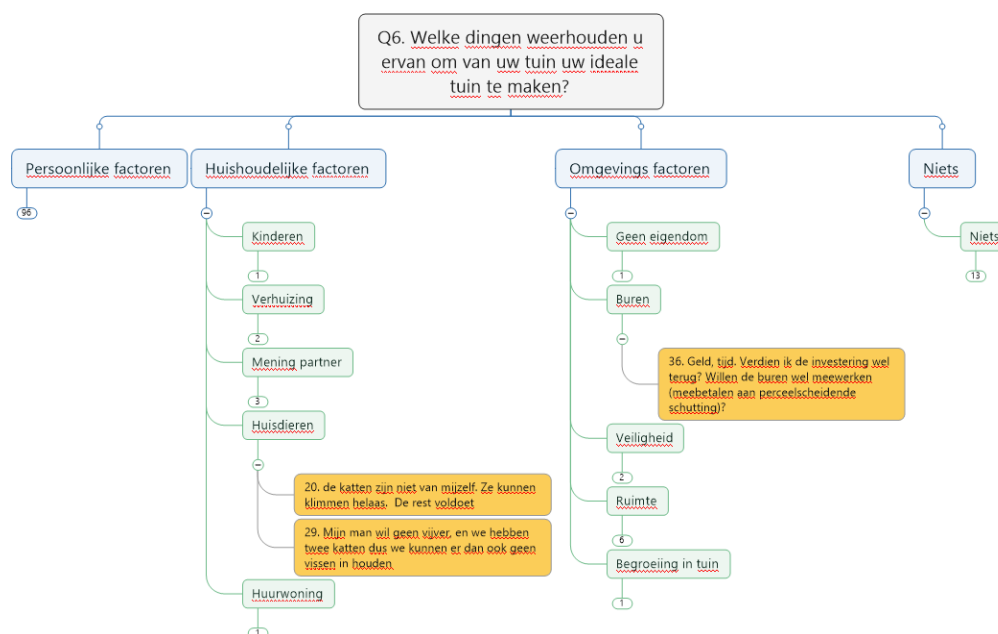 Q6. Welke dingen weerhouden u
ervan om van uw tuin uw ideale
tuin te maken?
Persoonlijke factoren
96
Huishoudelijke factoren
Kinderen
1
Verhuizing
2
Mening partner
3
Huisdieren
20. de katten zijn niet van mijzelf. Ze kunnen
klimmen helaas. De rest voldoet
29. Mijn man wil geen vijver, en we hebben
twee katten dus we kunnen er dan ook geen
vissen in houden
Huurwoning
1
Omgevings factoren
Geen eigendom
1
Buren
36. Geld, tijd. Verdien ik de investering wel
terug? Willen de buren wel meewerken
(meebetalen aan perceelscheidende
schutting)?
Veiligheid
2
Ruimte
6
Begroeiing in tuin
1
Niets
Niets
13